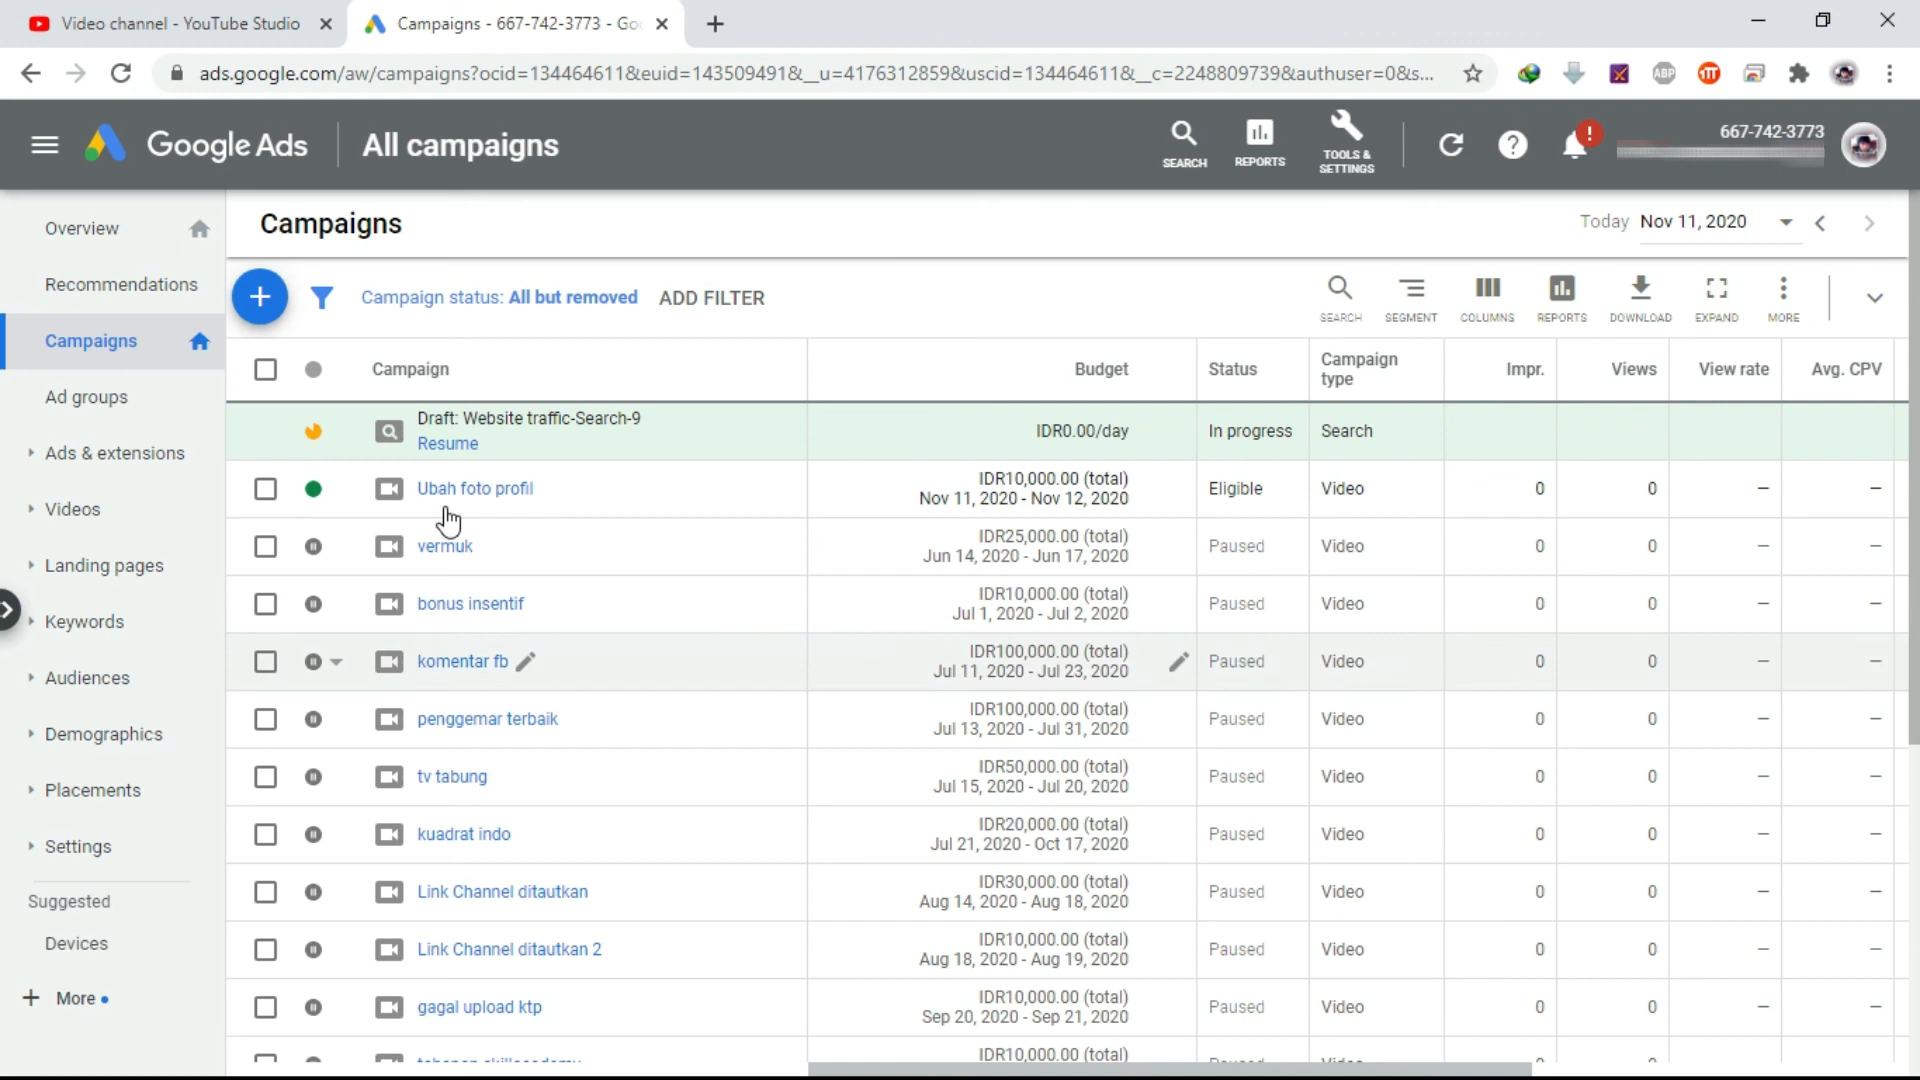 Video channel - YouTube Studio
Campaigns - 667-742-3773 - Goo
ads.google.com/aw/campaigns?ocid=134464611&euid=143509491&__u=4176312859&uscid=134464611&__c=2248809739&authuser=0&s...
ABP
Google Ads
All campaigns
SEARCH
REPORTS
TOOLS & SETTINGS
667-742-3773
Overview
Recommendations
Campaigns
Ad groups
Ads & extensions
Videos
Landing pages
Keywords
Audiences
Demographics
Placements
Settings
Suggested
Devices
+ More
Campaigns
Today Nov 11, 2020
Campaign status: All but removed ADD FILTER
SEARCH SEGMENT COLUMNS REPORTS DOWNLOAD EXPAND MORE
Campaign Budget Status Campaign type Impr. Views View rate Avg. CPV
Draft: Website traffic-Search-9
Resume
IDR0.00/day In progress Search
Ubah foto profil
IDR10,000.00 (total)
Nov 11, 2020 - Nov 12, 2020
Eligible Video 0 0 – –
vermuk
IDR25,000.00 (total)
Jun 14, 2020 - Jun 17, 2020
Paused Video 0 0 – –
bonus insentif
IDR10,000.00 (total)
Jul 1, 2020 - Jul 2, 2020
Paused Video 0 0 – –
komentar fb
IDR100,000.00 (total)
Jul 11, 2020 - Jul 23, 2020
Paused Video 0 0 – –
penggemar terbaik
IDR100,000.00 (total)
Jul 13, 2020 - Jul 31, 2020
Paused Video 0 0 – –
tv tabung
IDR50,000.00 (total)
Jul 15, 2020 - Jul 20, 2020
Paused Video 0 0 – –
kuadrat indo
IDR20,000.00 (total)
Jul 21, 2020 - Oct 17, 2020
Paused Video 0 0 – –
Link Channel ditautkan
IDR30,000.00 (total)
Aug 14, 2020 - Aug 18, 2020
Paused Video 0 0 – –
Link Channel ditautkan 2
IDR10,000.00 (total)
Aug 18, 2020 - Aug 19, 2020
Paused Video 0 0 – –
gagal upload ktp
IDR10,000.00 (total)
Sep 20, 2020 - Sep 21, 2020
Paused Video 0 0 – –
IDR10,000.00 (total)